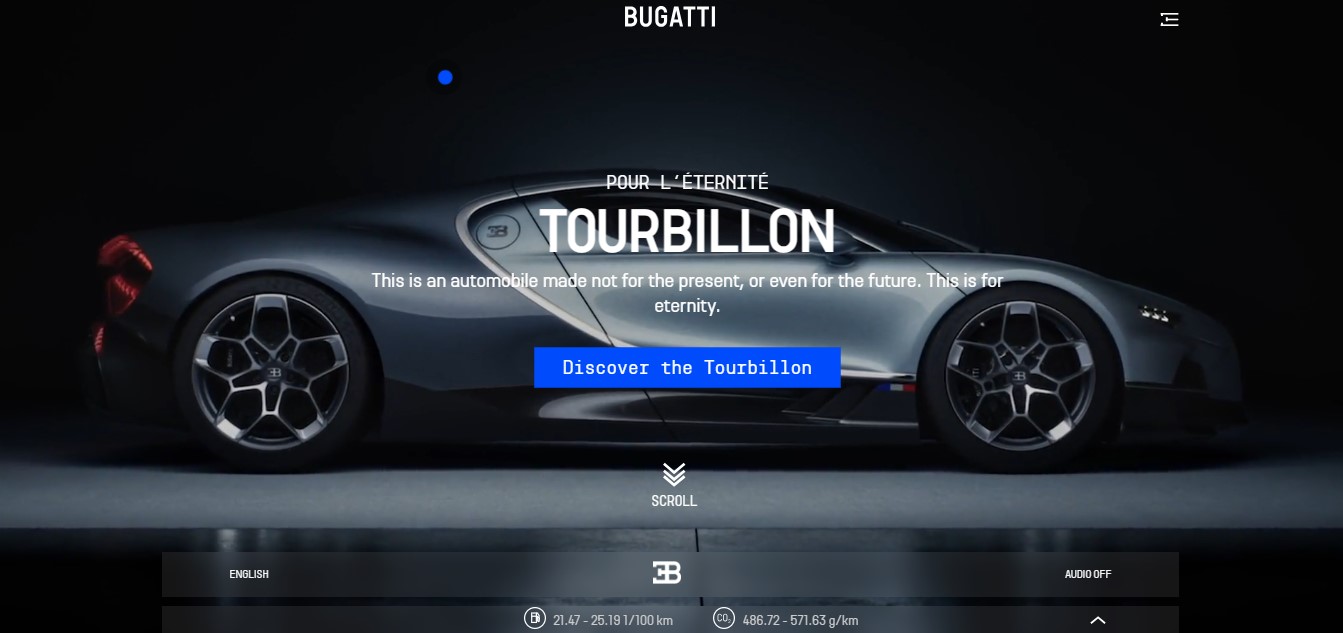 BUGATTI
POUR L'ÉTERNITÉ
TOURBILLON
This is an automobile made not for the present, or even for the future. This is for
eternity.
Discover the Tourbillon
SCROLL
ENGLISH
EB
AUDIO OFF
21.47 - 25.19 l/100 km
CO₂
486.72 - 571.63 g/km